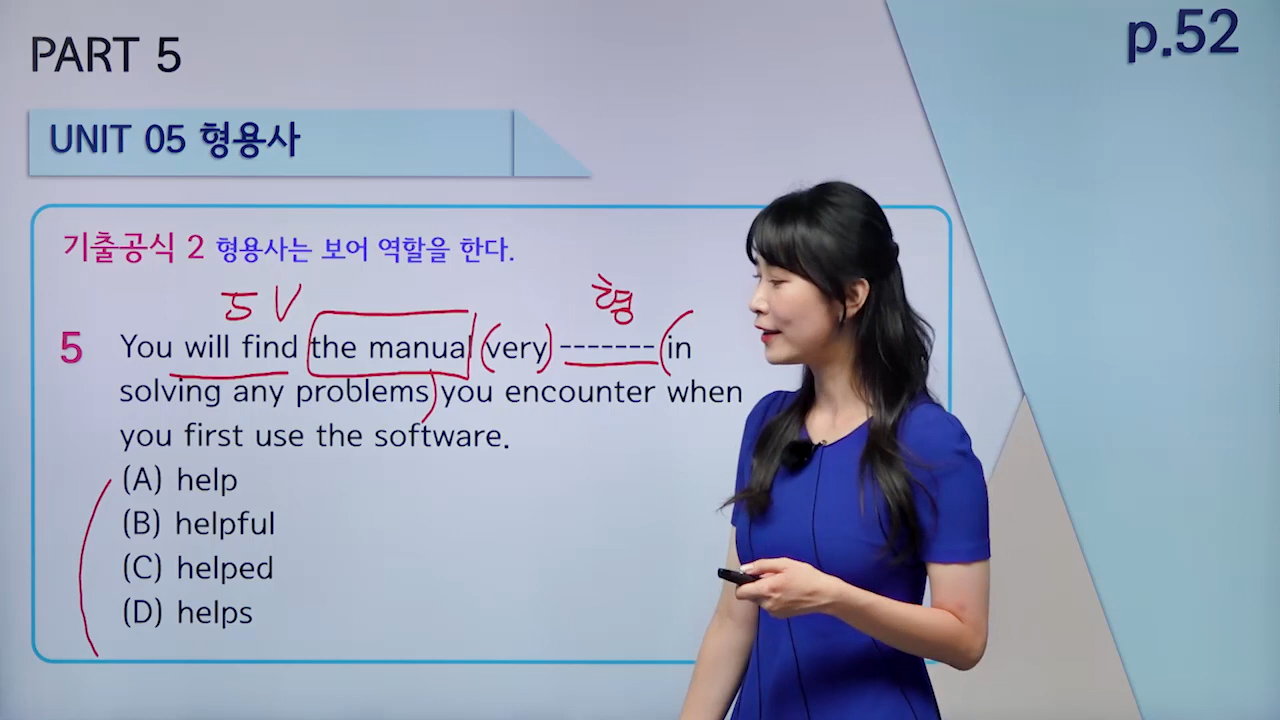 PART 5
p.52
UNIT 05 형용사
기출공식 2 형용사는 보어 역할을 한다.
5V
형
5 You will find the manual (very) ------- (in
solving any problems) you encounter when
you first use the software.
(A) help
(B) helpful
(C) helped
(D) helps